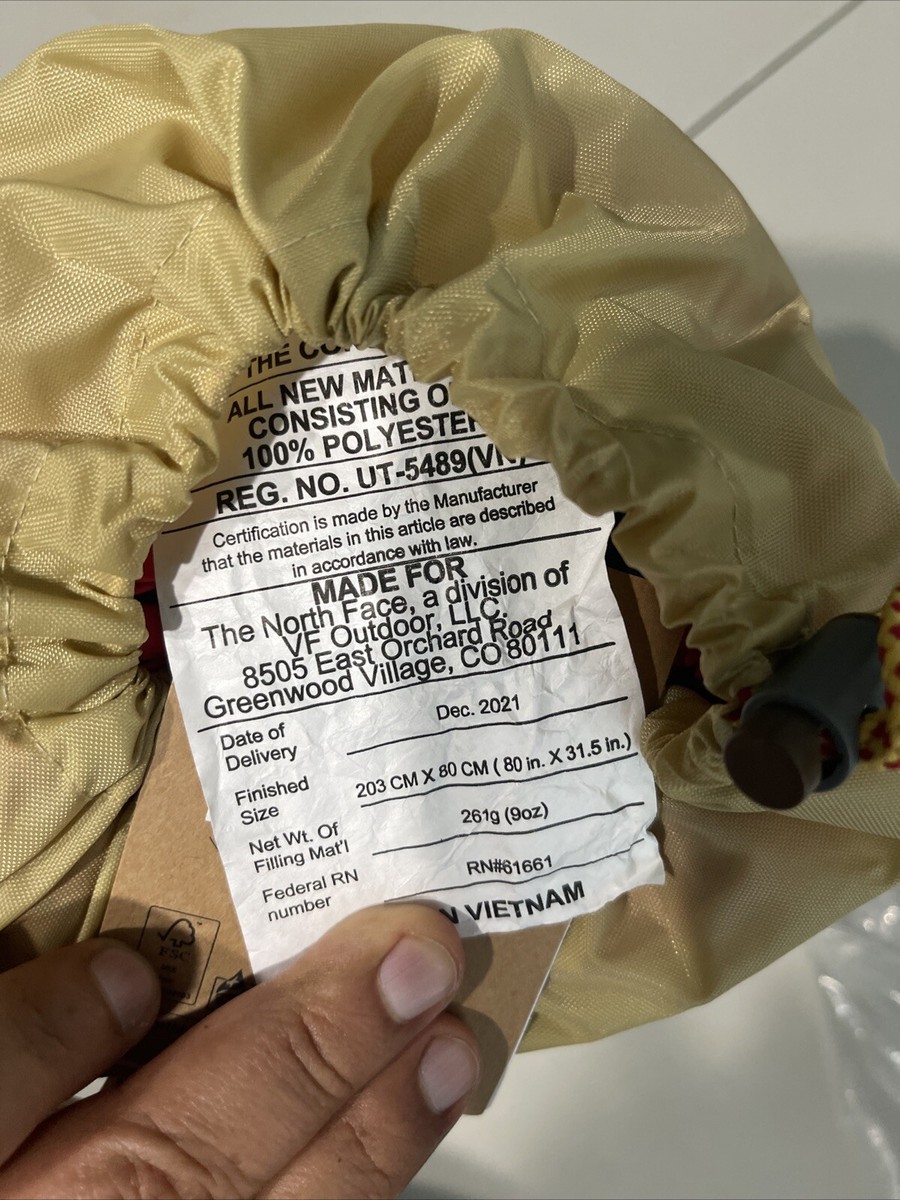 THE
ALL NEW MAT
CONSISTING O
100% POLYESTER
REG. NO. UT-5489(VN)
Certification is made by the Manufacturer
that the materials in this article are described
in accordance with law.
MADE FOR
The North Face, a division of
VF Outdoor, LLC.
8505 East Orchard Road
Greenwood Village, CO 80111
Date of
Delivery
Dec. 2021
Finished
Size
203 CM X 80 CM ( 80 in. X 31.5 in.)
Net Wt. Of
Filling Mat'l
261g (9oz)
Federal RN
number
RN#61661
N VIETNAM
FSC